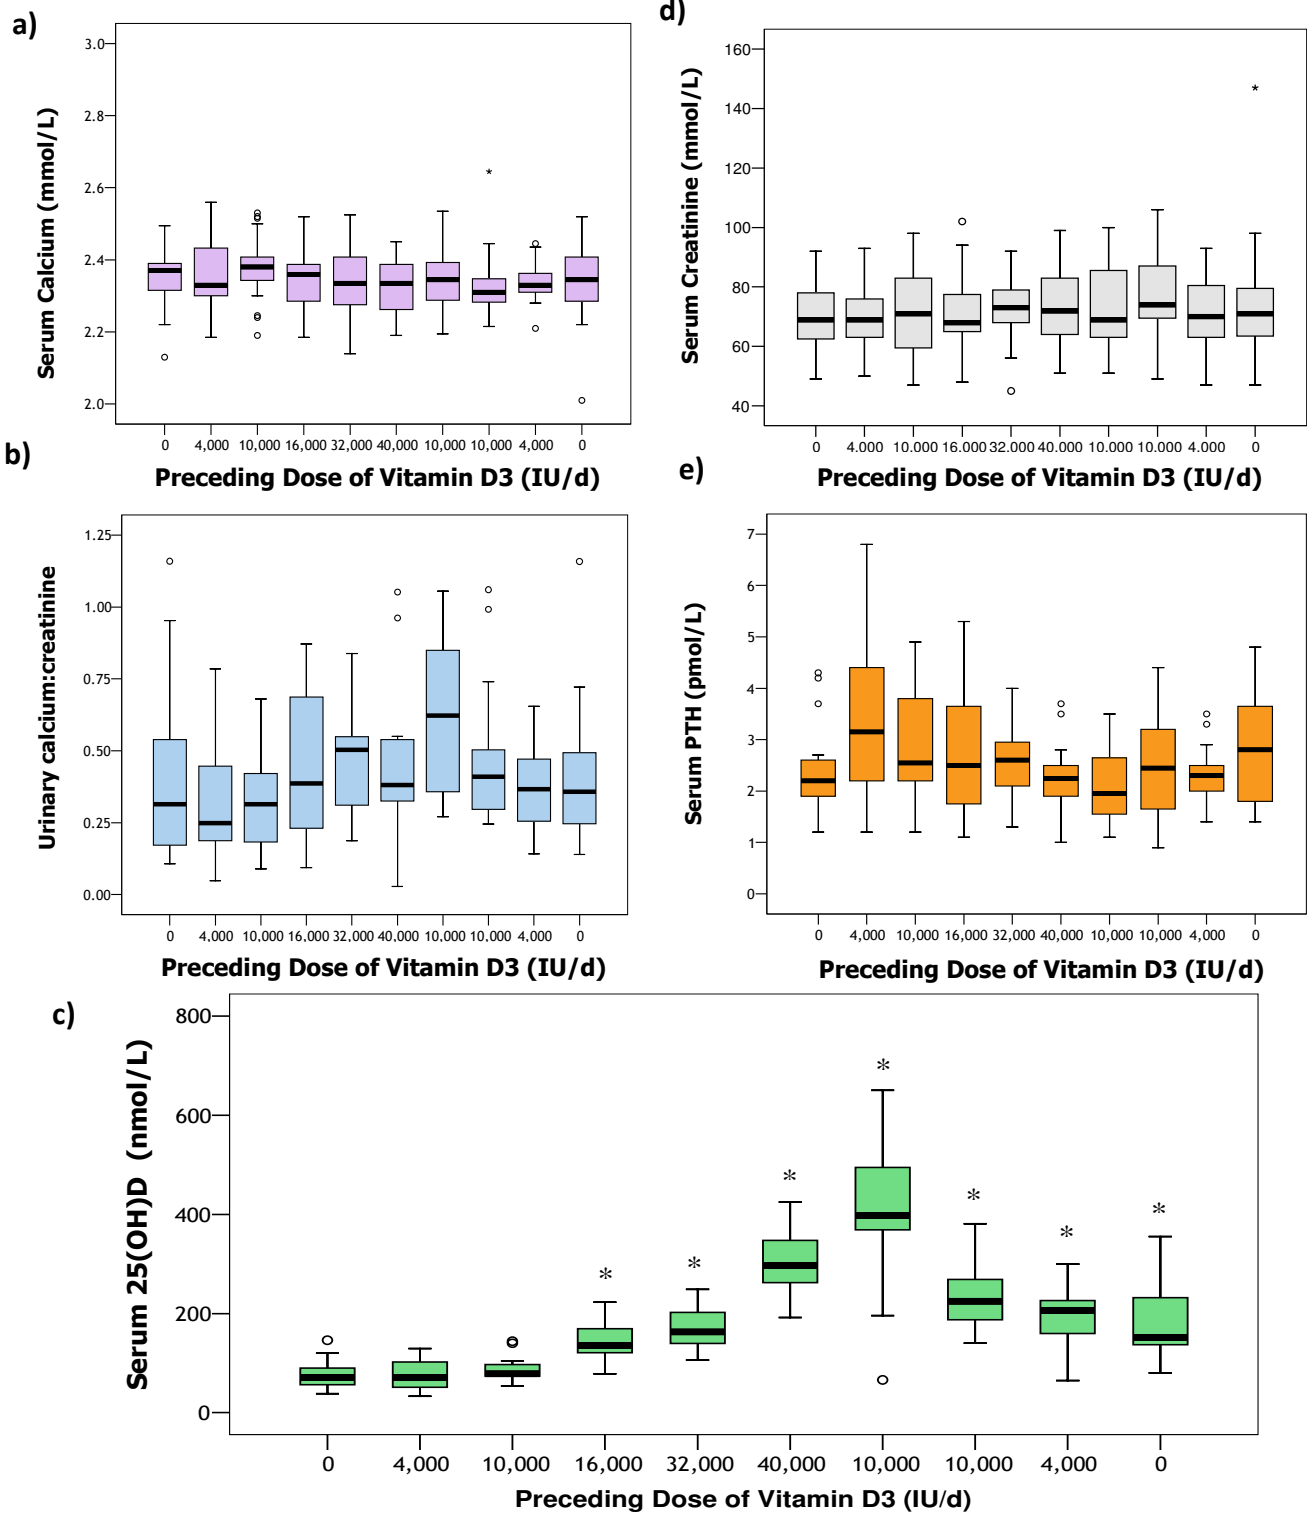 a)
Serum Calcium (mmol/L)
3.0
2.8
2.6
2.4
2.2
2.0
*
0 4,000 10,000 16,000 32,000 40,000 10,000 10,000 4,000 0
Preceding Dose of Vitamin D3 (IU/d)
d)
Serum Creatinine (mmol/L)
160
140
120
100
80
60
40
*
*
0 4.000 10.000 16.000 32.000 40.000 10.000 10.000 4.000 0
Preceding Dose of Vitamin D3 (IU/d)
b)
Urinary calcium:creatinine
1.25
1.00
0.75
0.50
0.25
0.00
0 4,000 10,000 16,000 32,000 40,000 10,000 10,000 4,000 0
Preceding Dose of Vitamin D3 (IU/d)
e)
Serum PTH (pmol/L)
7
6
5
4
3
2
1
0
0 4,000 10,000 16,000 32,000 40,000 10,000 10,000 4,000 0
Preceding Dose of Vitamin D3 (IU/d)
c)
Serum 25(OH)D (nmol/L)
800
600
400
200
0
* * * * * * *
0 4,000 10,000 16,000 32,000 40,000 10,000 10,000 4,000 0
Preceding Dose of Vitamin D3 (IU/d)